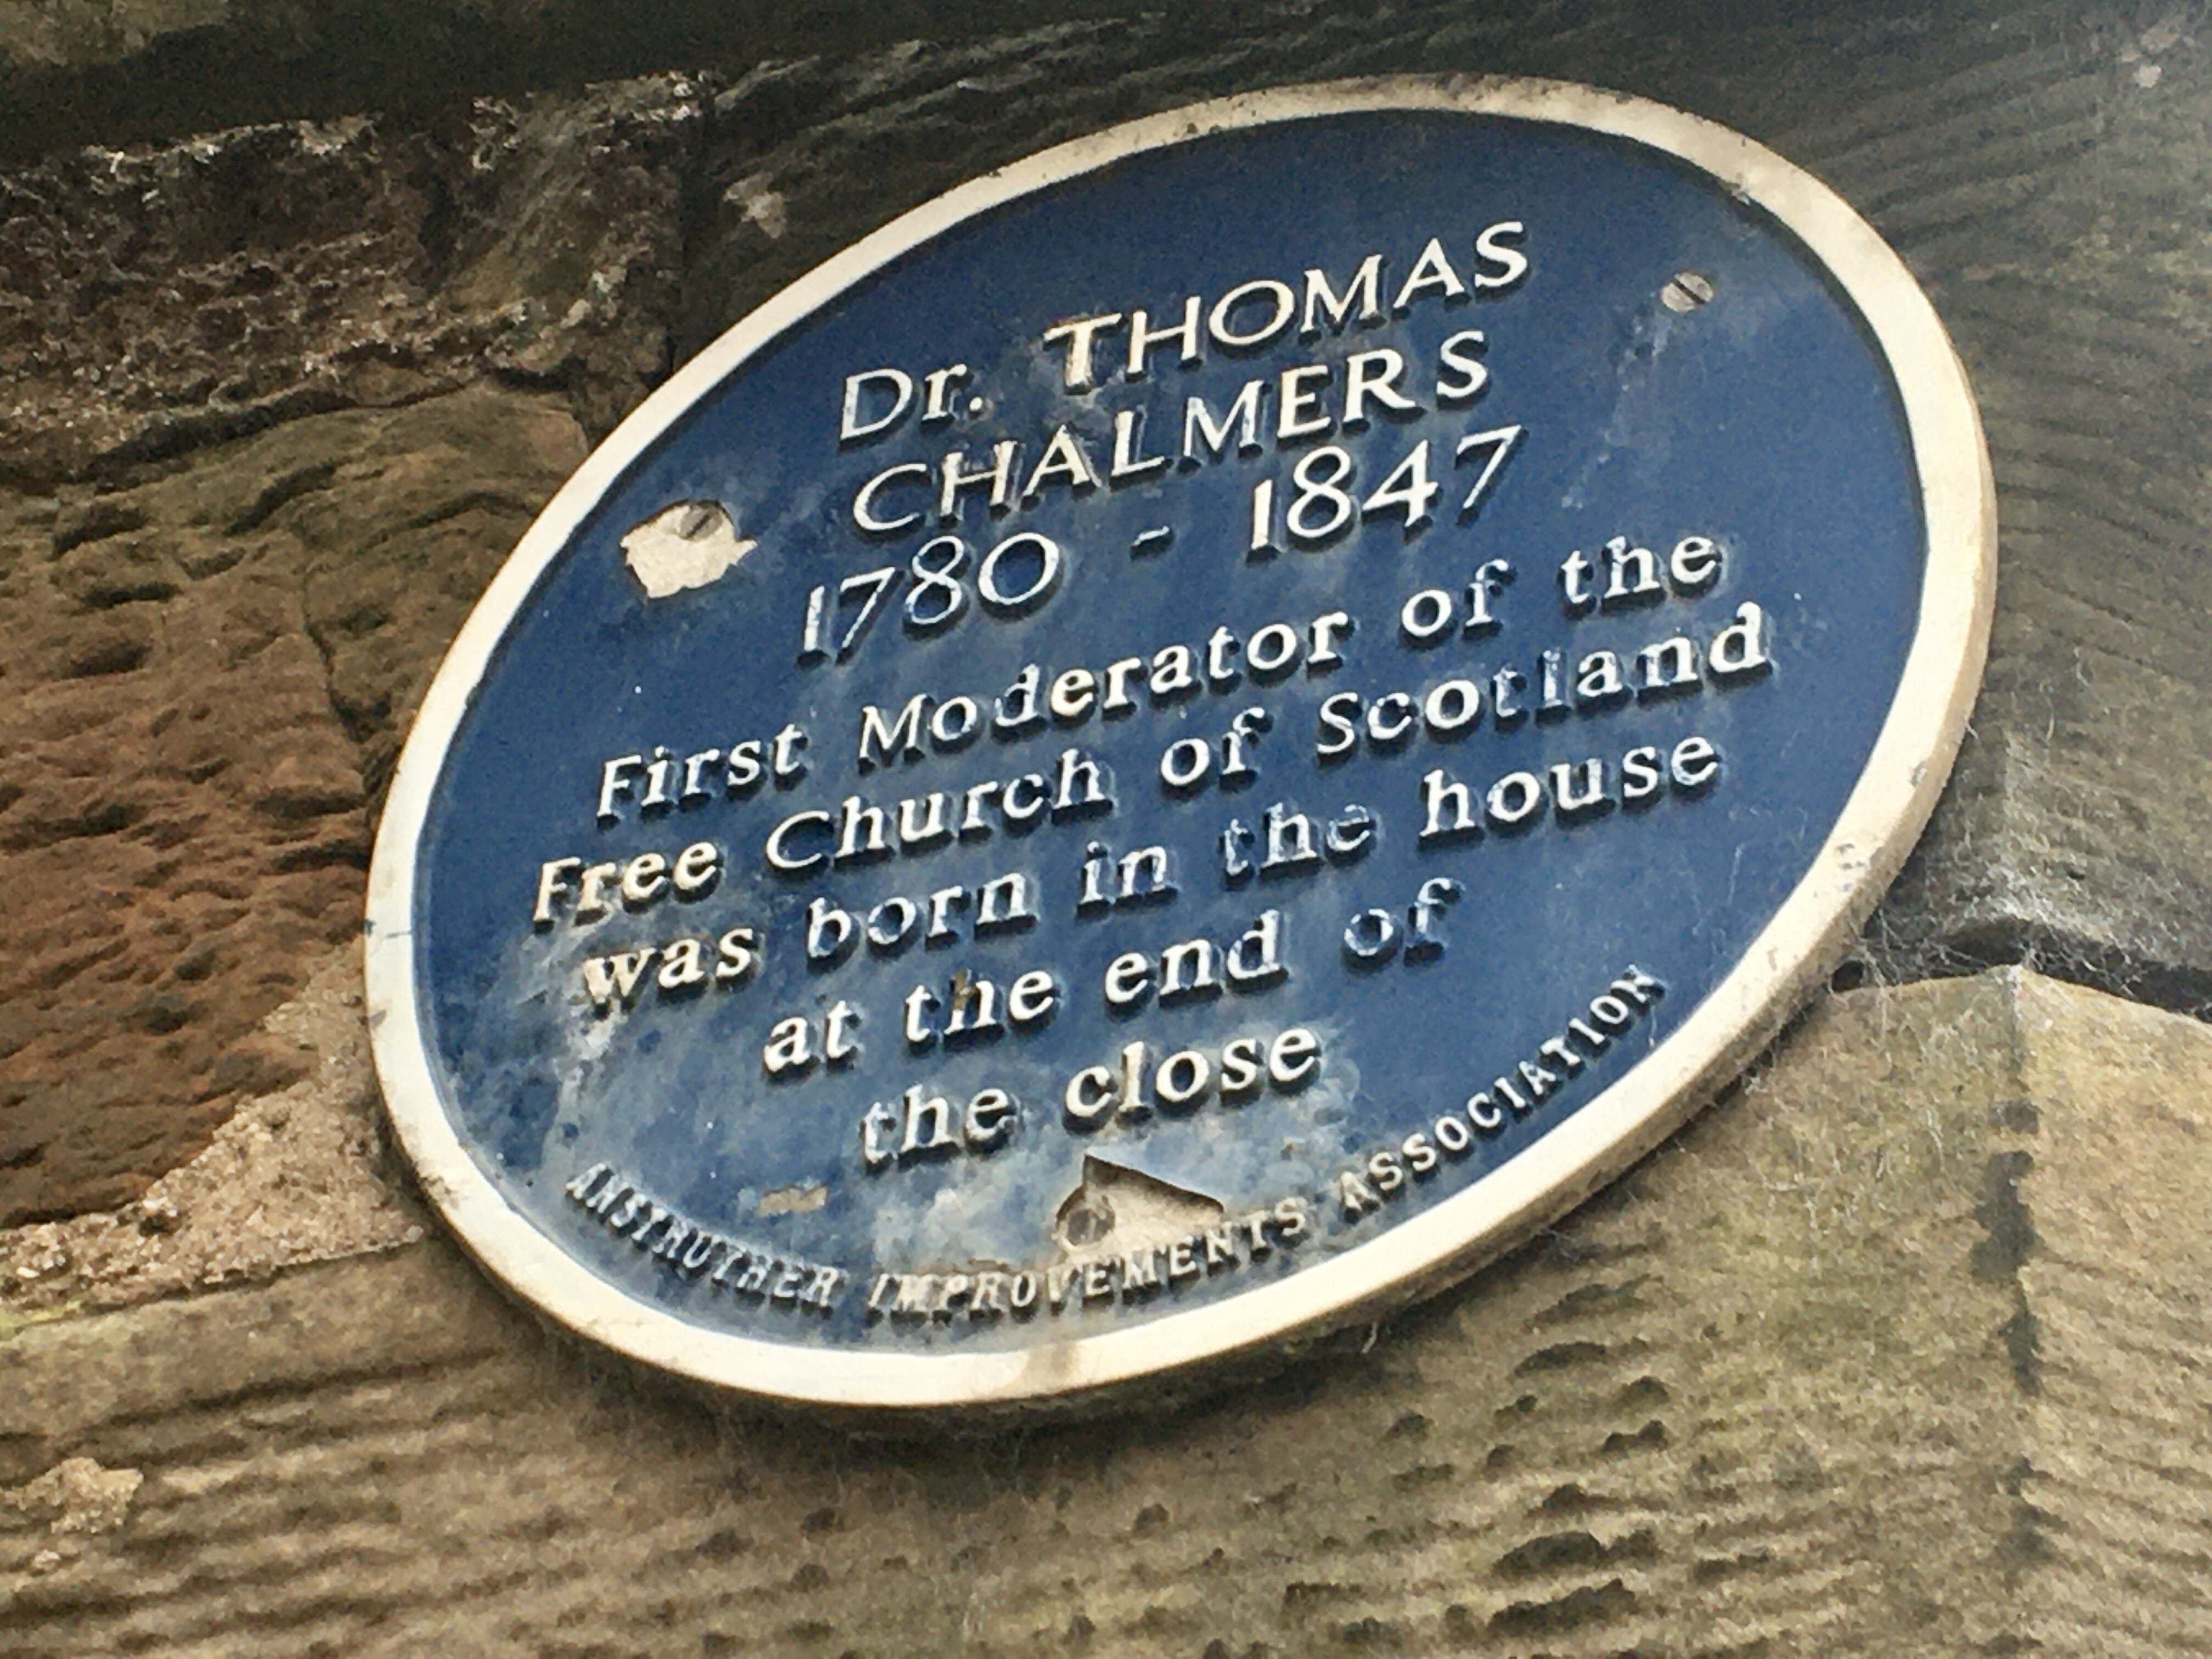 Dr. THOMAS
CHALMERS
1780 - 1847
First Moderator of the
Free Church of Scotland
was born in the house
at the end of
the close
ANSTRUTHER IMPROVEMENTS ASSOCIATION